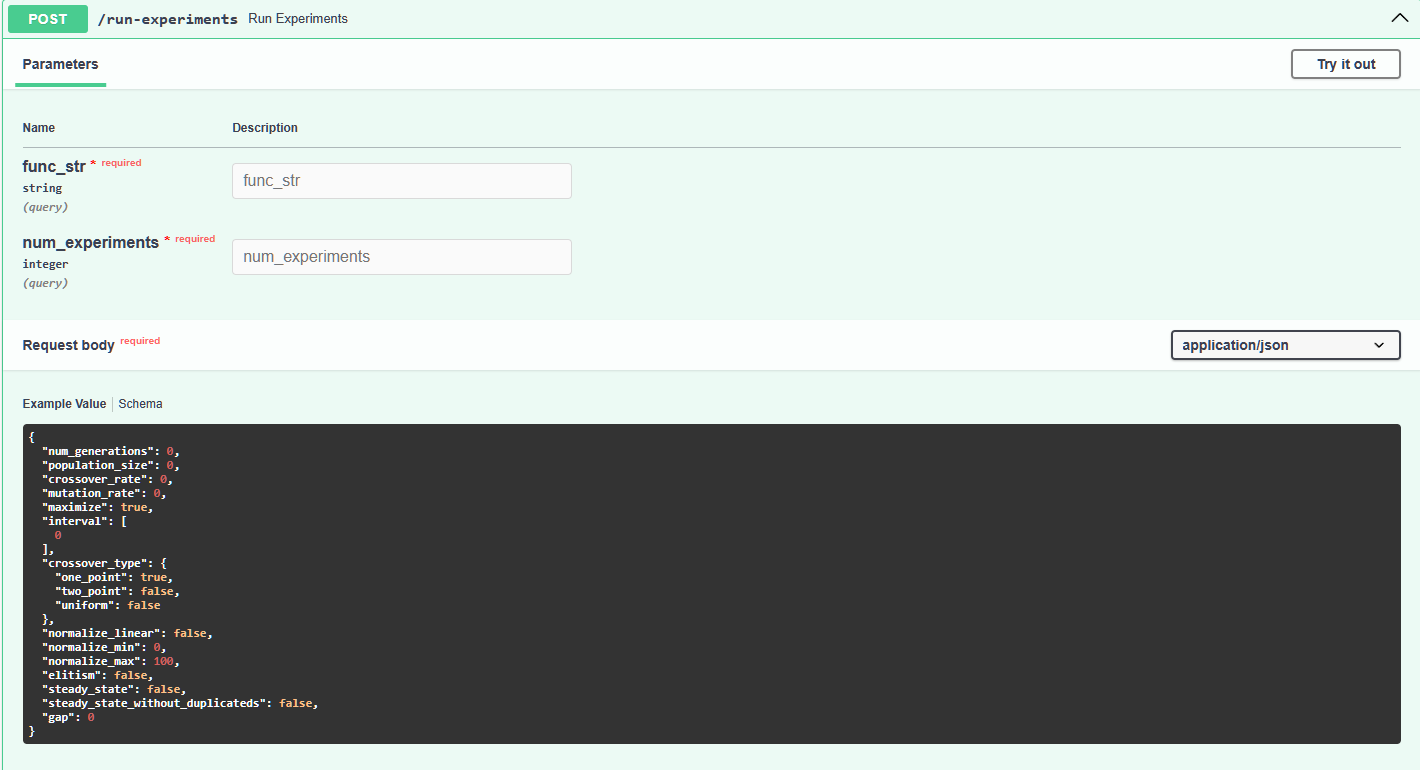 POST /run-experiments Run Experiments
Parameters
Try it out
Name Description
func_str * required
string
(query)
func_str
num_experiments * required
integer
(query)
num_experiments
Request body required
application/json
Example Value Schema
{
  "num_generations": 0,
  "population_size": 0,
  "crossover_rate": 0,
  "mutation_rate": 0,
  "maximize": true,
  "interval": [
    0
  ],
  "crossover_type": {
    "one_point": true,
    "two_point": false,
    "uniform": false
  },
  "normalize_linear": false,
  "normalize_min": 0,
  "normalize_max": 100,
  "elitism": false,
  "steady_state": false,
  "steady_state_without_duplicateds": false,
  "gap": 0
}